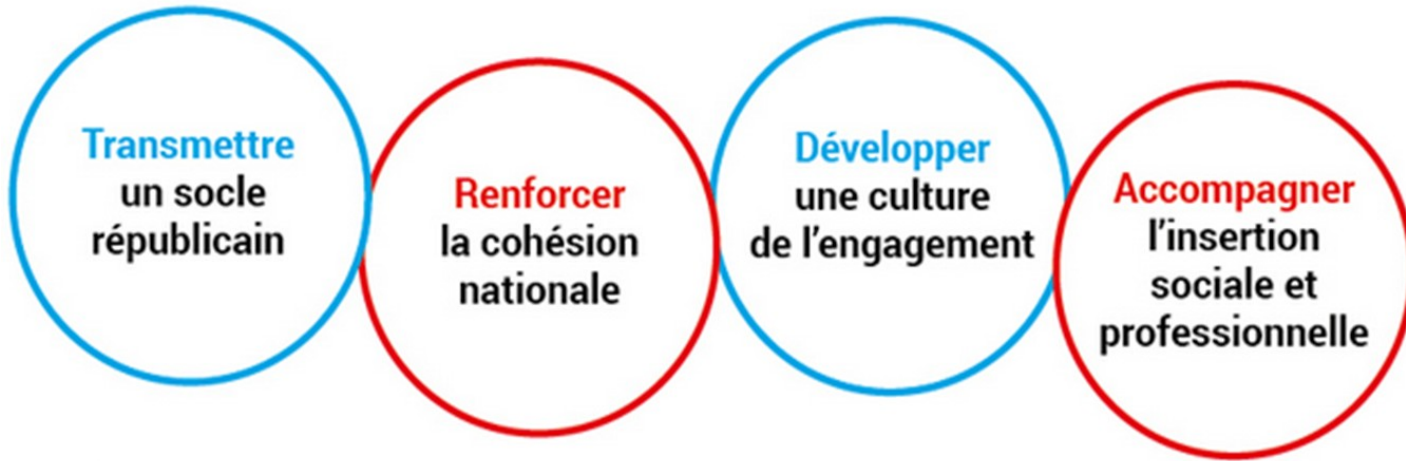 Transmettre
un socle
républicain
Renforcer
la cohésion
nationale
Développer
une culture
de l'engagement
Accompagner
l'insertion
sociale et
professionnelle